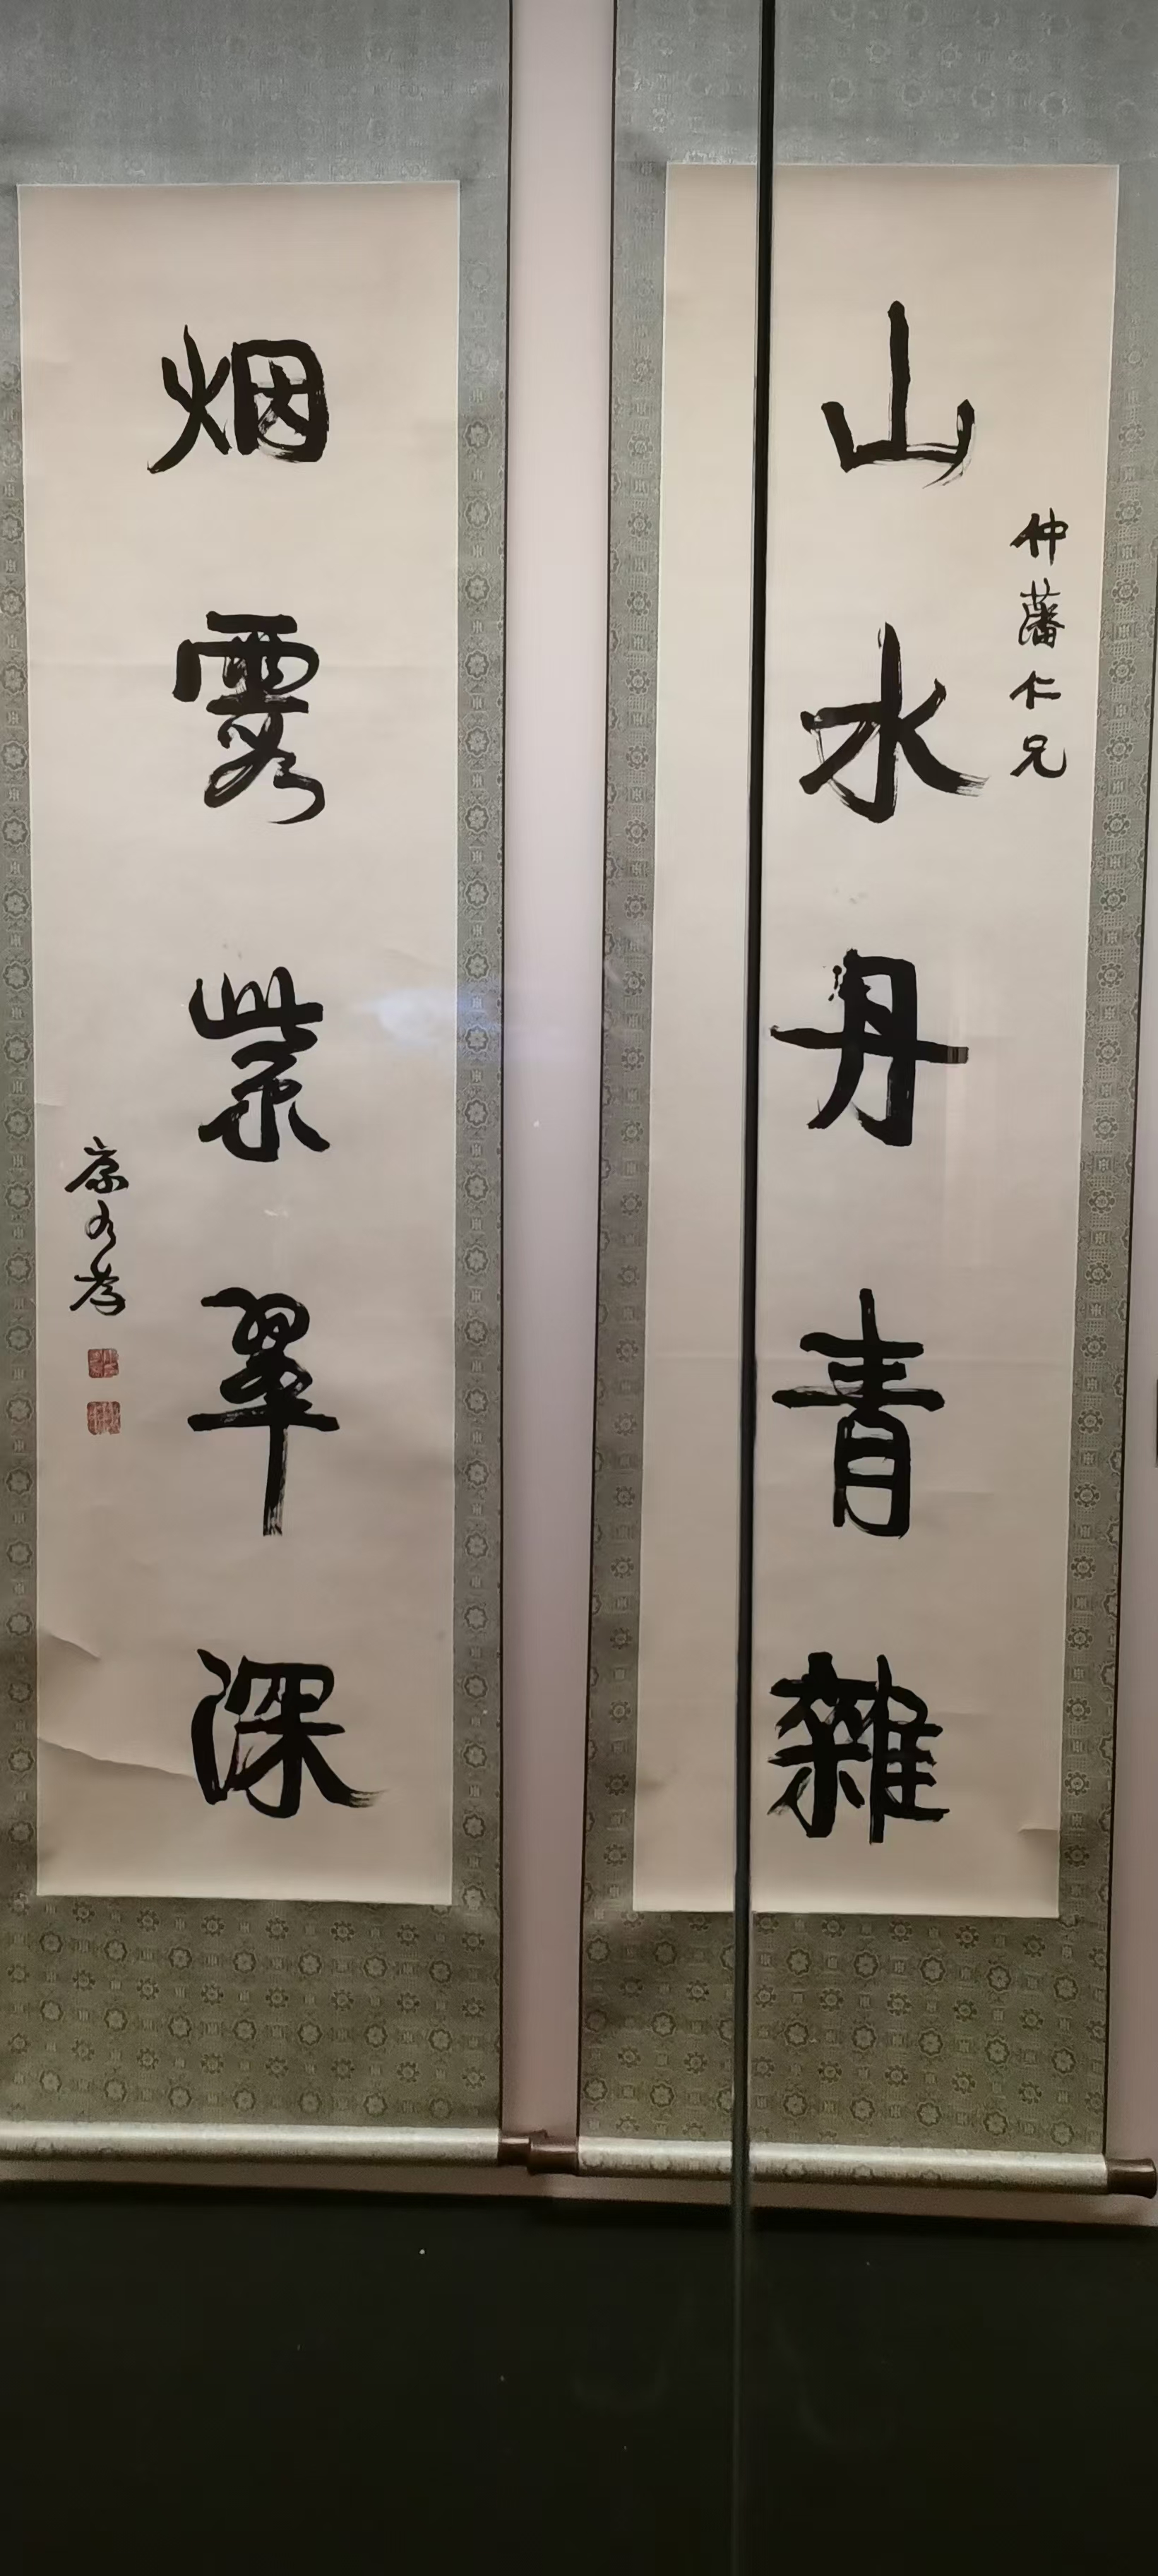 仲藩仁兄
山水丹青雜
烟雲紫翠深
康有為